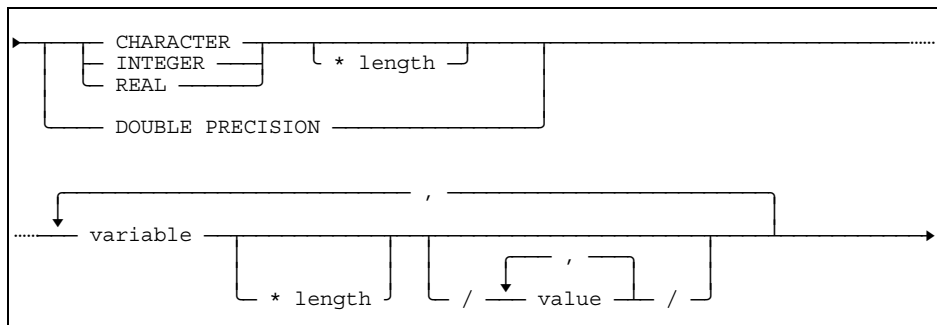 CHARACTER
INTEGER * length
REAL
DOUBLE PRECISION
,
variable
,
* length / value /